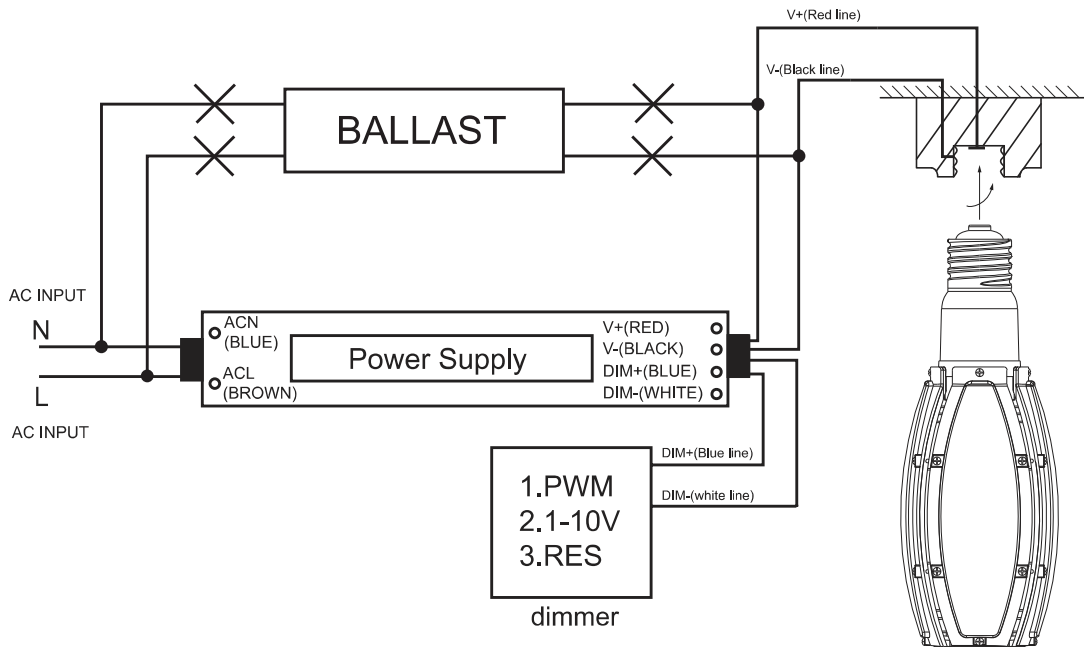 V+(Red line)
V-(Black line)
BALLAST
AC INPUT
N
L
AC INPUT
ACN
(BLUE)
ACL
(BROWN)
Power Supply
V+(RED)
V-(BLACK)
DIM+(BLUE)
DIM-(WHITE)
DIM+(Blue line)
DIM-(white line)
1.PWM
2.1-10V
3.RES
dimmer